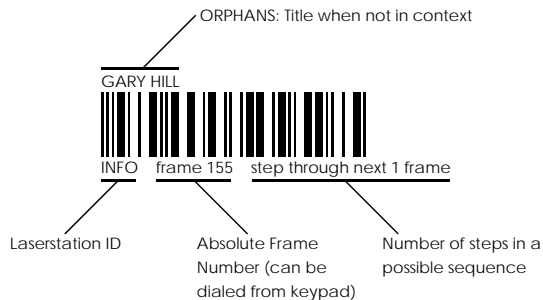 ORPHANS: Title when not in context
GARY HILL
INFO frame 155 step through next 1 frame
Laserstation ID
Absolute Frame
Number (can be
dialed from keypad)
Number of steps in a
possible sequence